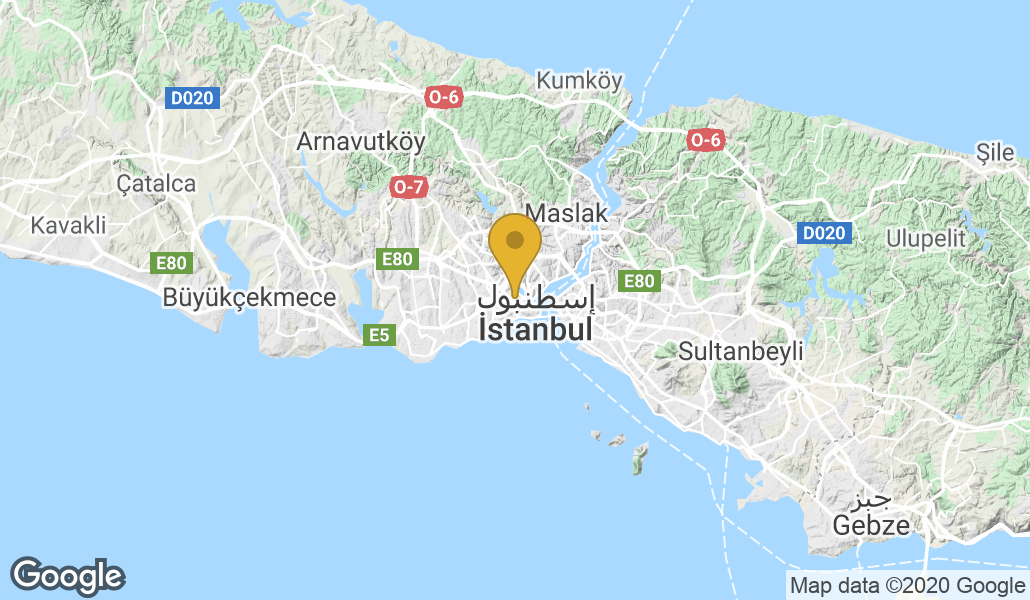 Kumköy
D020
O-6
O-6
Arnavutköy
Şile
Çatalca
O-7
Maslak
Kavakli
D020
Ulupelit
E80
E80
E80
Büyükçekmece
إسطنبول
İstanbul
E5
Sultanbeyli
جبز
Gebze
Google
Map data ©2020 Google